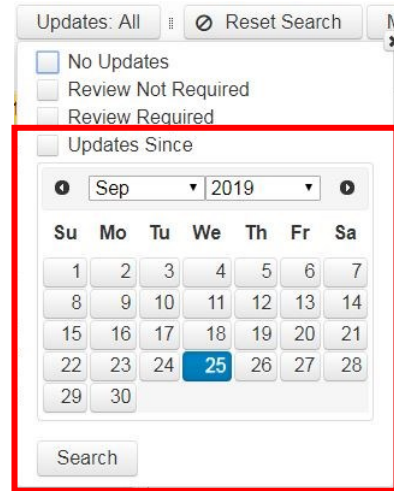 Updates: All Reset Search
No Updates
Review Not Required
Review Required
Updates Since
Sep 2019
Su Mo Tu We Th Fr Sa
1 2 3 4 5 6 7
8 9 10 11 12 13 14
15 16 17 18 19 20 21
22 23 24 25 26 27 28
29 30
Search